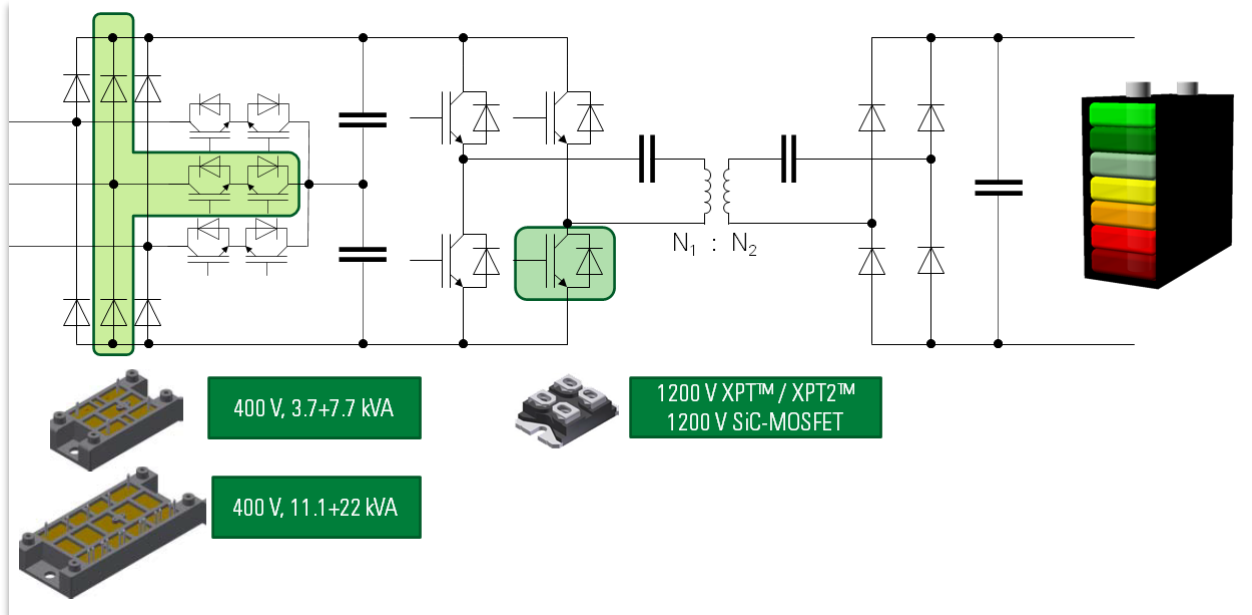 N₁ : N₂
400 V, 3.7+7.7 kVA
1200 V XPT™ / XPT2™
1200 V SiC-MOSFET
400 V, 11.1+22 kVA